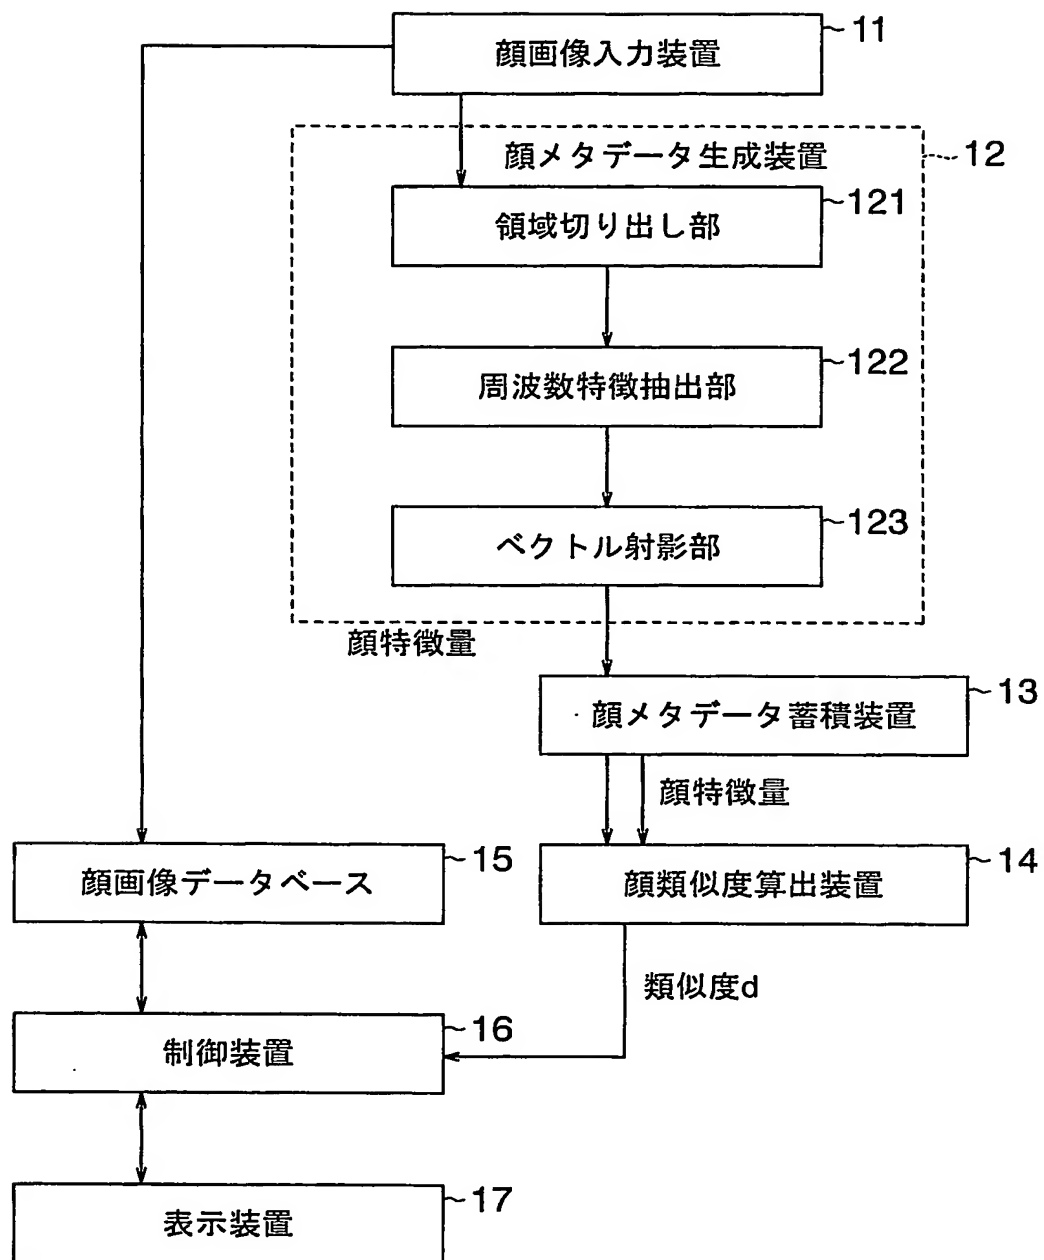 顔画像入力装置
11
顔メタデータ生成装置
12
領域切り出し部
121
周波数特徴抽出部
122
ベクトル射影部
123
顔特徴量
顔メタデータ蓄積装置
13
顔特徴量
顔画像データベース
15
顔類似度算出装置
14
類似度d
制御装置
16
表示装置
17